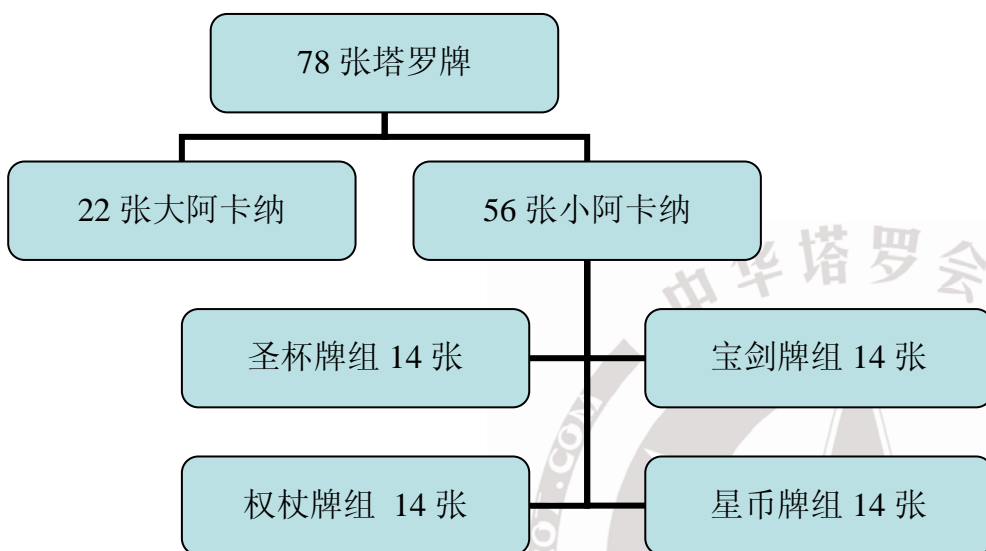 78 张塔罗牌
22 张大阿卡纳
56 张小阿卡纳
中华塔罗会
圣杯牌组 14 张
宝剑牌组 14 张
.COM
权杖牌组 14 张
星币牌组 14 张